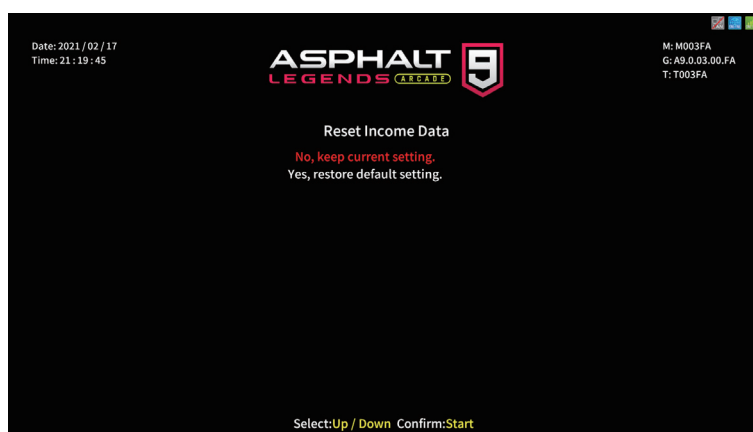 Date: 2021 / 02 / 17
Time: 21 : 19 : 45
ASPHALT 9
LEGENDS ARCADE
M: M003FA
G: A9.0.03.00.FA
T: T003FA
Reset Income Data
No, keep current setting.
Yes, restore default setting.
Select:Up / Down Confirm:Start